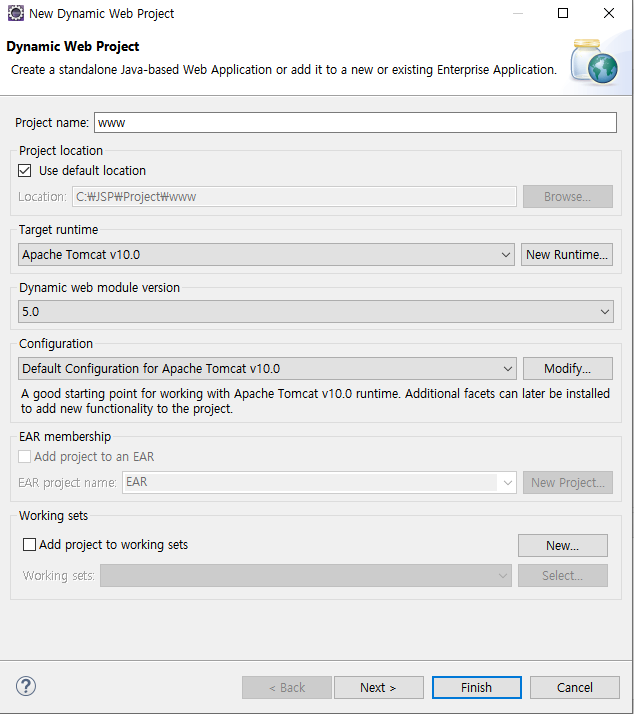 New Dynamic Web Project
Dynamic Web Project
Create a standalone Java-based Web Application or add it to a new or existing Enterprise Application.
Project name: www
Project location
Use default location
Location: C:₩JSP₩Project₩www Browse...
Target runtime
Apache Tomcat v10.0 New Runtime...
Dynamic web module version
5.0
Configuration
Default Configuration for Apache Tomcat v10.0 Modify...
A good starting point for working with Apache Tomcat v10.0 runtime. Additional facets can later be installed
to add new functionality to the project.
EAR membership
Add project to an EAR
EAR project name: EAR New Project...
Working sets
Add project to working sets New...
Working sets: Select...
? < Back Next > Finish Cancel